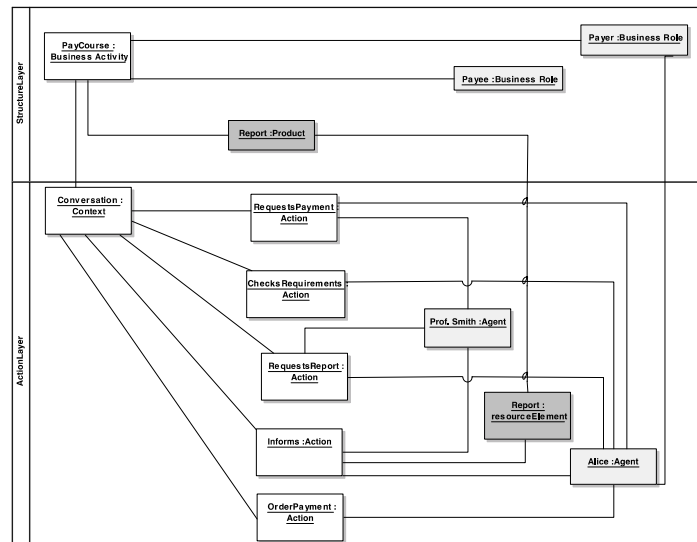 StructureLayer
PayCourse :
Business Activity
Payer :Business Role
Payee :Business Role
Report :Product
ActionLayer
Conversation :
Context
RequestsPayment :
Action
ChecksRequirements :
Action
Prof. Smith :Agent
RequestsReport :
Action
Report :
resourceElement
Informs :Action
Alice :Agent
OrderPayment :
Action